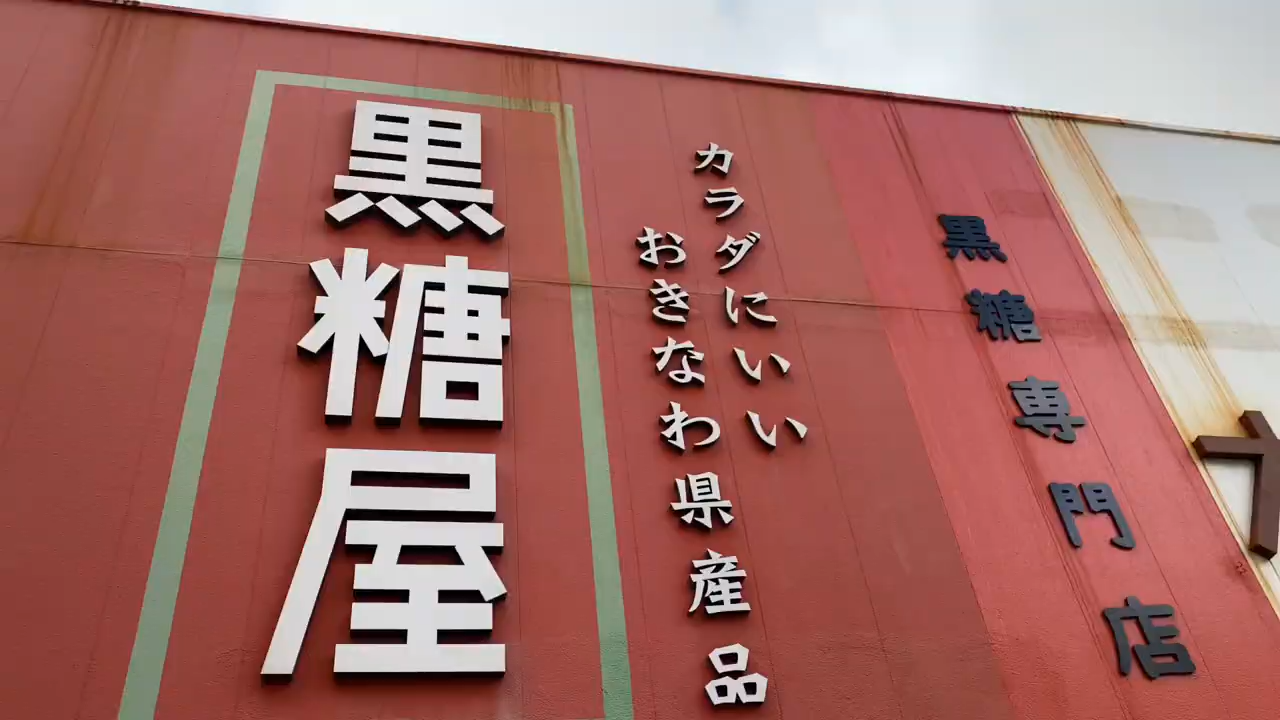 黒糖屋
カラダにいい
おきなわ県産品
黒糖専門店